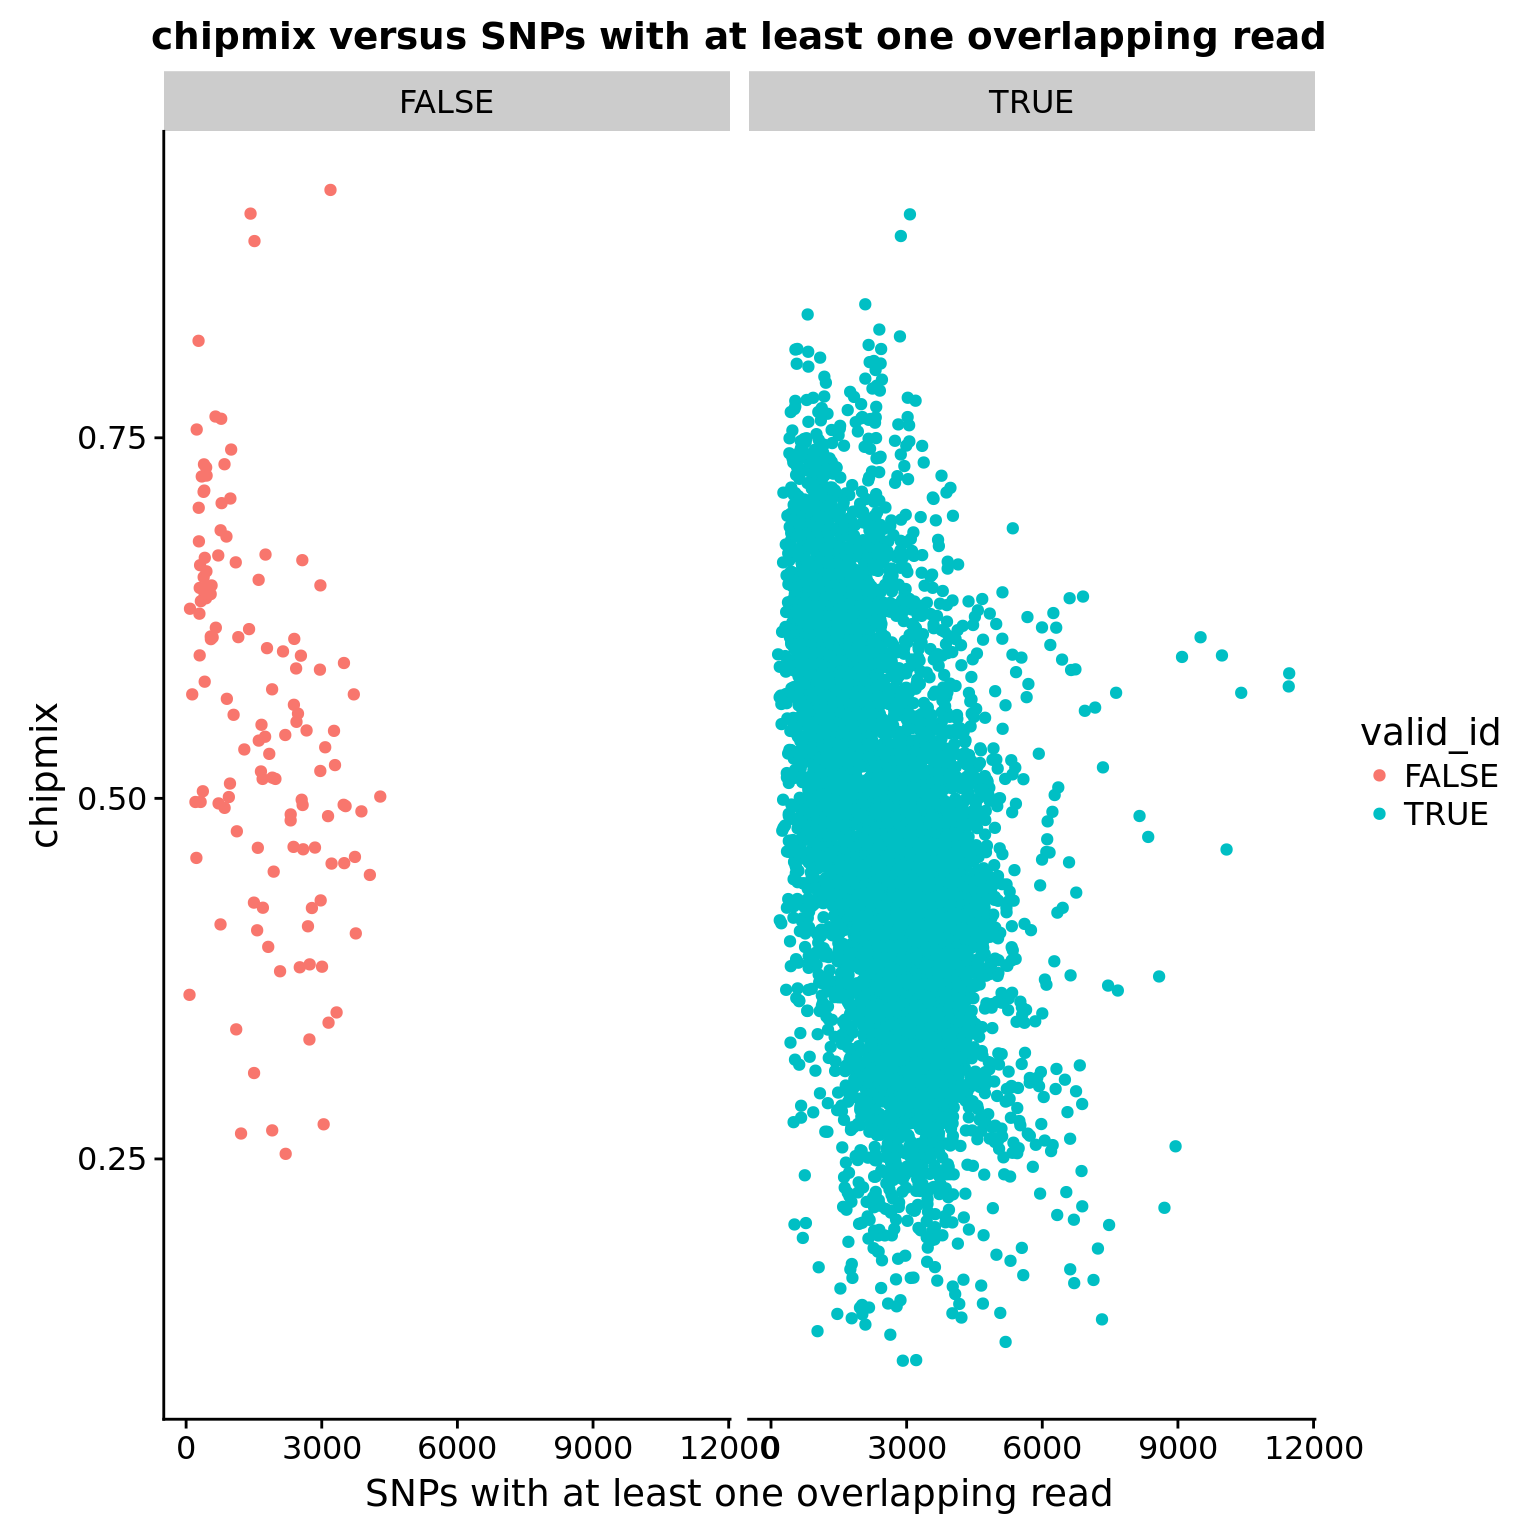 chipmix versus SNPs with at least one overlapping read
FALSE TRUE
chipmix
0.75
0.50
0.25
0 3000 6000 9000 12000 0 3000 6000 9000 12000
SNPs with at least one overlapping read
valid_id
FALSE
TRUE